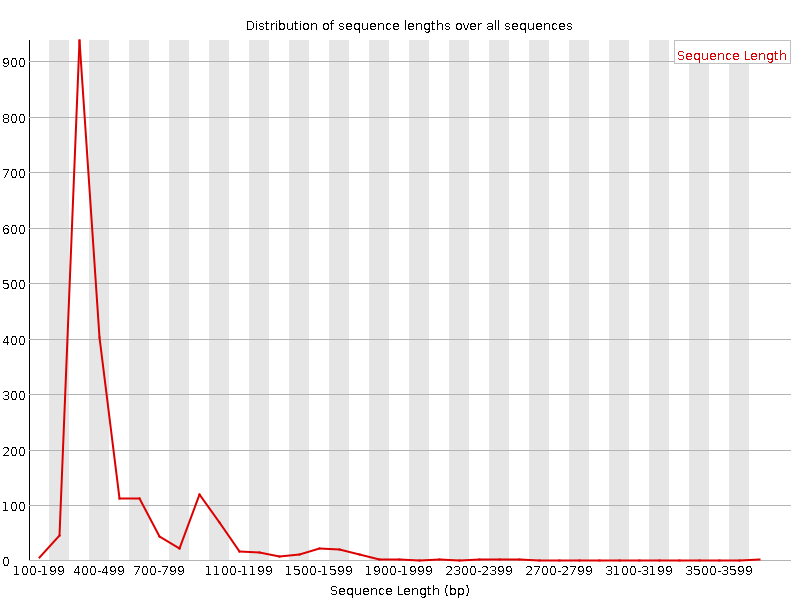 Distribution of sequence lengths over all sequences
Sequence Length
900
800
700
600
500
400
300
200
100
0
100-199 400-499 700-799 1100-1199 1500-1599 1900-1999 2300-2399 2700-2799 3100-3199 3500-3599
Sequence Length (bp)